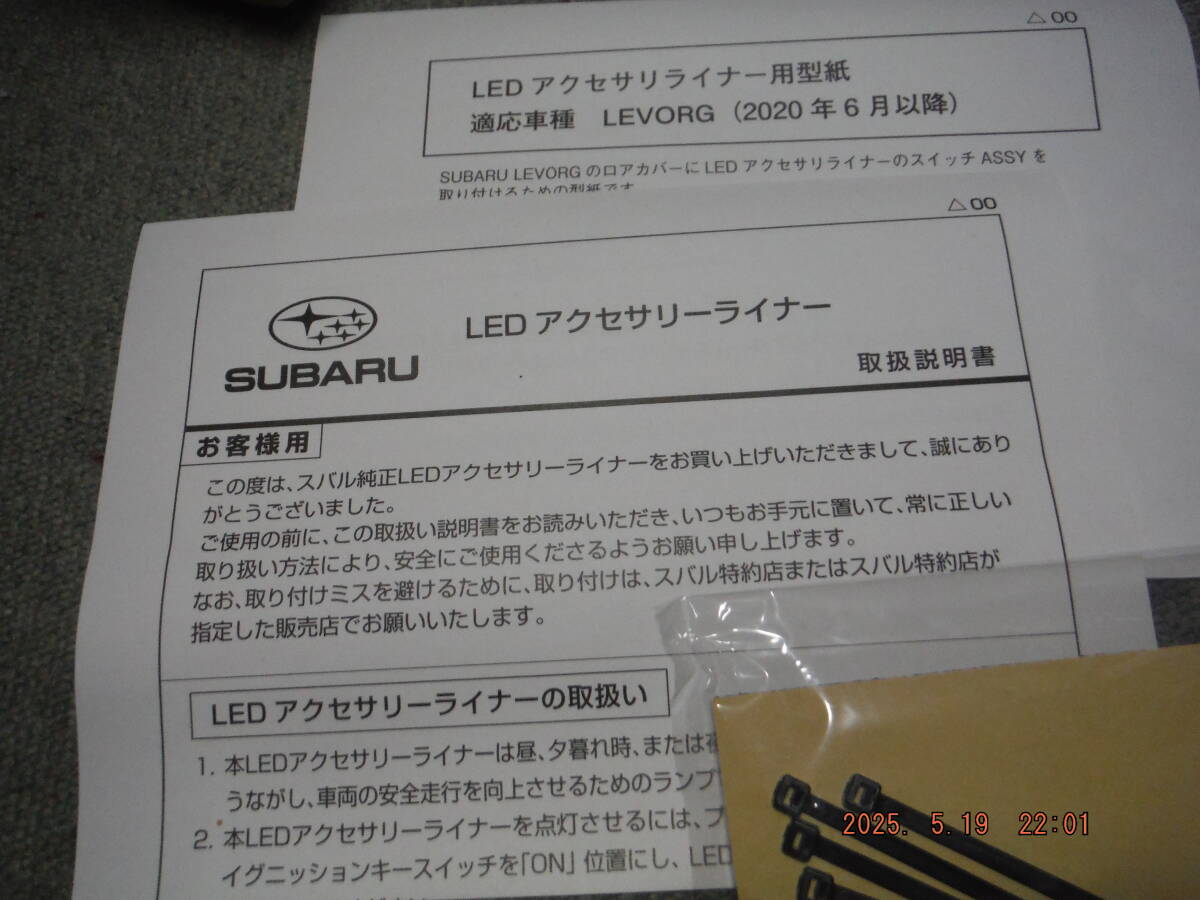 △00
LED アクセサリライナー用型紙
適応車種 LEVORG（2020 年 6 月以降）
SUBARU LEVORG のロアカバーに LED アクセサリライナーのスイッチ ASSY を
取り付けるための型紙です
△00
SUBARU
LED アクセサリーライナー
取扱説明書
お客様用
この度は、スバル純正LEDアクセサリーライナーをお買い上げいただきまして、誠にあり
がとうございました。
ご使用の前に、この取扱い説明書をお読みいただき、いつもお手元に置いて、常に正しい
取り扱い方法により、安全にご使用くださるようお願い申し上げます。
なお、取り付けミスを避けるために、取り付けは、スバル特約店またはスバル特約店が
指定した販売店でお願いいたします。
LED アクセサリーライナーの取扱い
1. 本LEDアクセサリーライナーは昼、夕暮れ時、または
うながし、車両の安全走行を向上させるためのランプ
2. 本LEDアクセサリーライナーを点灯させるには、
イグニッションキースイッチを「ON」位置にし、LED
2025. 5.19 22:01